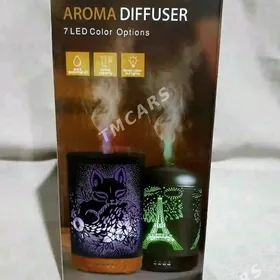 AROMA DIFFUSER
7 LED Color Options
TMCARS